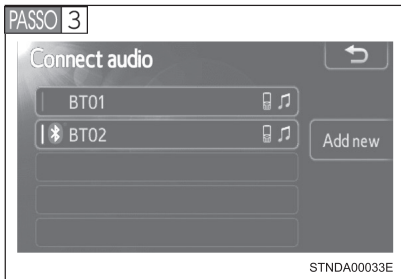 PASSO 3
Connect audio
BT01
BT02
Add new
STNDA00033E